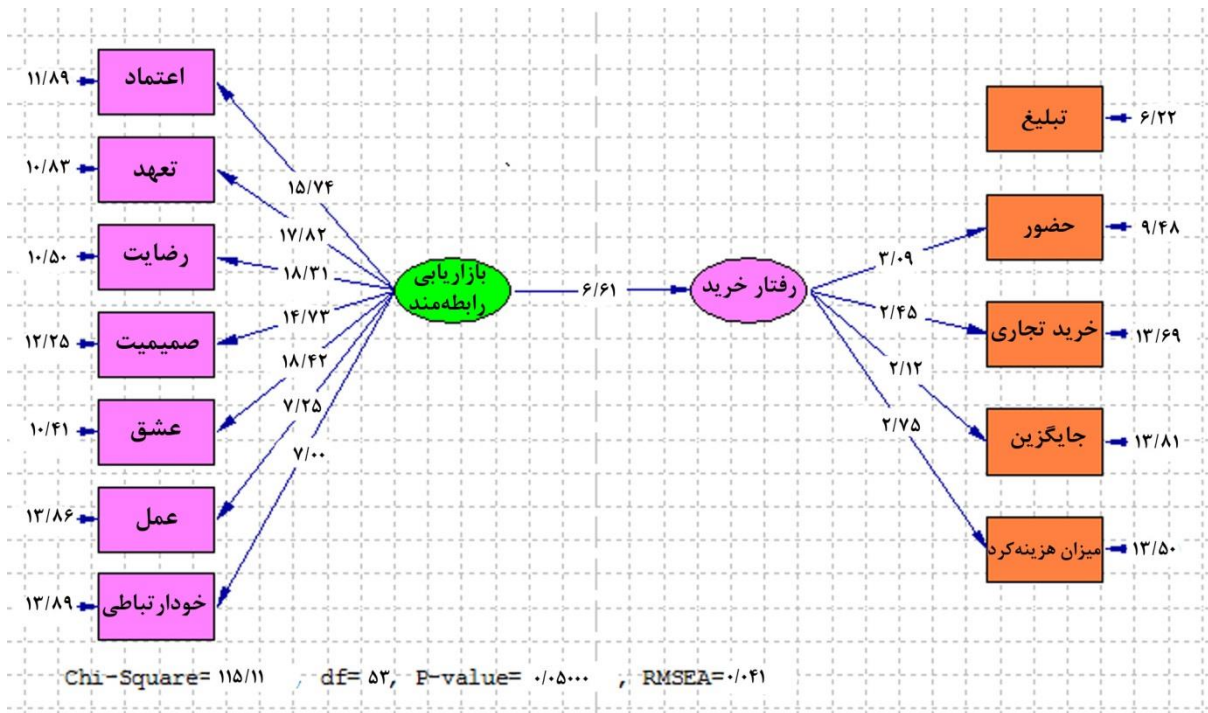 اعتماد
۱۱/۸۹
تعهد
۱۰/۸۳
رضایت
۱۰/۵۰
صمیمیت
۱۲/۲۵
عشق
۱۰/۴۱
عمل
۱۳/۸۶
خودارتباطی
۱۳/۸۹
۱۵/۷۴
۱۷/۸۲
۱۸/۳۱
۱۴/۷۳
۱۸/۴۲
۷/۲۵
۷/۰۰
بازاریابی
رابطه‌مند
۶/۶۱
رفتار خرید
۳/۰۹
۲/۴۵
۲/۱۲
۲/۷۵
تبلیغ
۶/۲۲
حضور
۹/۴۸
خرید تجاری
۱۳/۶۹
جایگزین
۱۳/۸۱
میزان هزینه‌کرد
۱۳/۵۰
Chi-Square= ۱۱۵/۱۱ , df= ۵۳, P-value= ۰/۰۵۰۰۰ , RMSEA=۰/۰۴۱